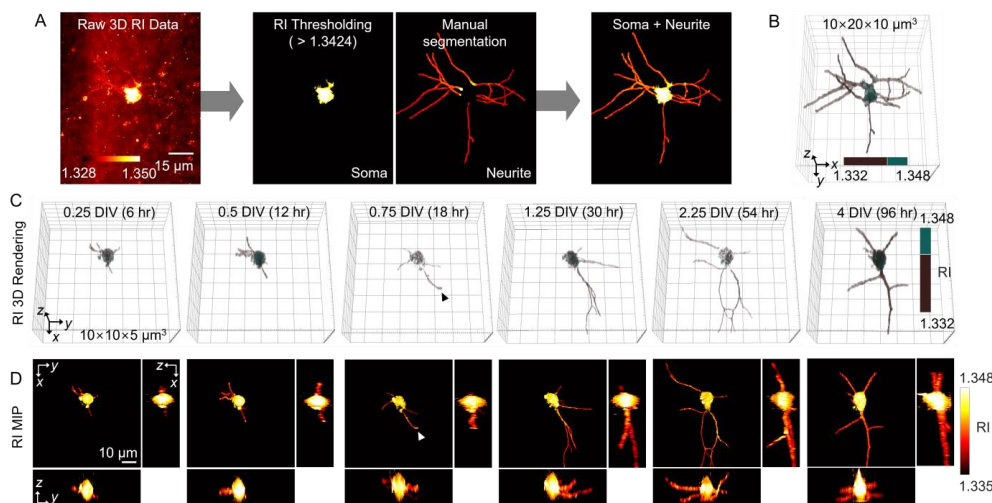 A
Raw 3D RI Data
1.328
1.350
15 µm
RI Thresholding
( > 1.3424)
Soma
Manual
segmentation
Neurite
Soma + Neurite
B
10×20×10 µm³
z
x
y
1.332
1.348
C
RI 3D Rendering
0.25 DIV (6 hr)
z
y
x
10×10×5 µm³
0.5 DIV (12 hr)
0.75 DIV (18 hr)
1.25 DIV (30 hr)
2.25 DIV (54 hr)
4 DIV (96 hr)
1.348
RI
1.332
D
RI MIP
y
x
z
x
10 µm
z
y
1.348
RI
1.335